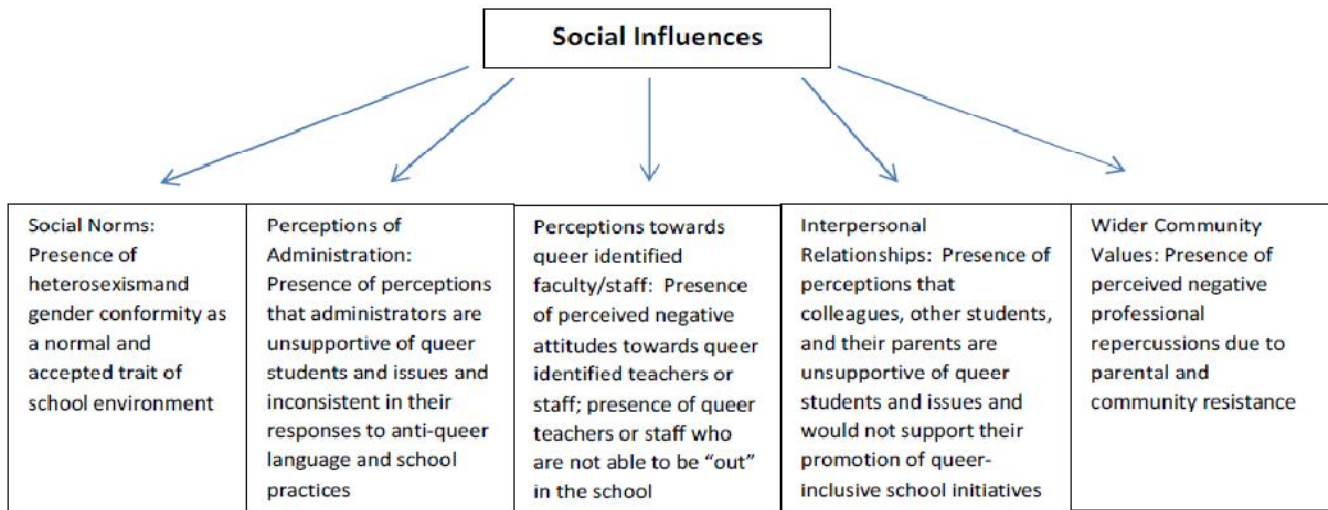 Social Influences
Social Norms:
Presence of
heterosexismand
gender conformity as
a normal and
accepted trait of
school environment
Perceptions of
Administration:
Presence of perceptions
that administrators are
unsupportive of queer
students and issues and
inconsistent in their
responses to anti-queer
language and school
practices
Perceptions towards
queer identified
faculty/staff: Presence
of perceived negative
attitudes towards queer
identified teachers or
staff; presence of queer
teachers or staff who
are not able to be “out”
in the school
Interpersonal
Relationships: Presence of
perceptions that
colleagues, other students,
and their parents are
unsupportive of queer
students and issues and
would not support their
promotion of queer-
inclusive school initiatives
Wider Community
Values: Presence of
perceived negative
professional
repercussions due to
parental and
community resistance